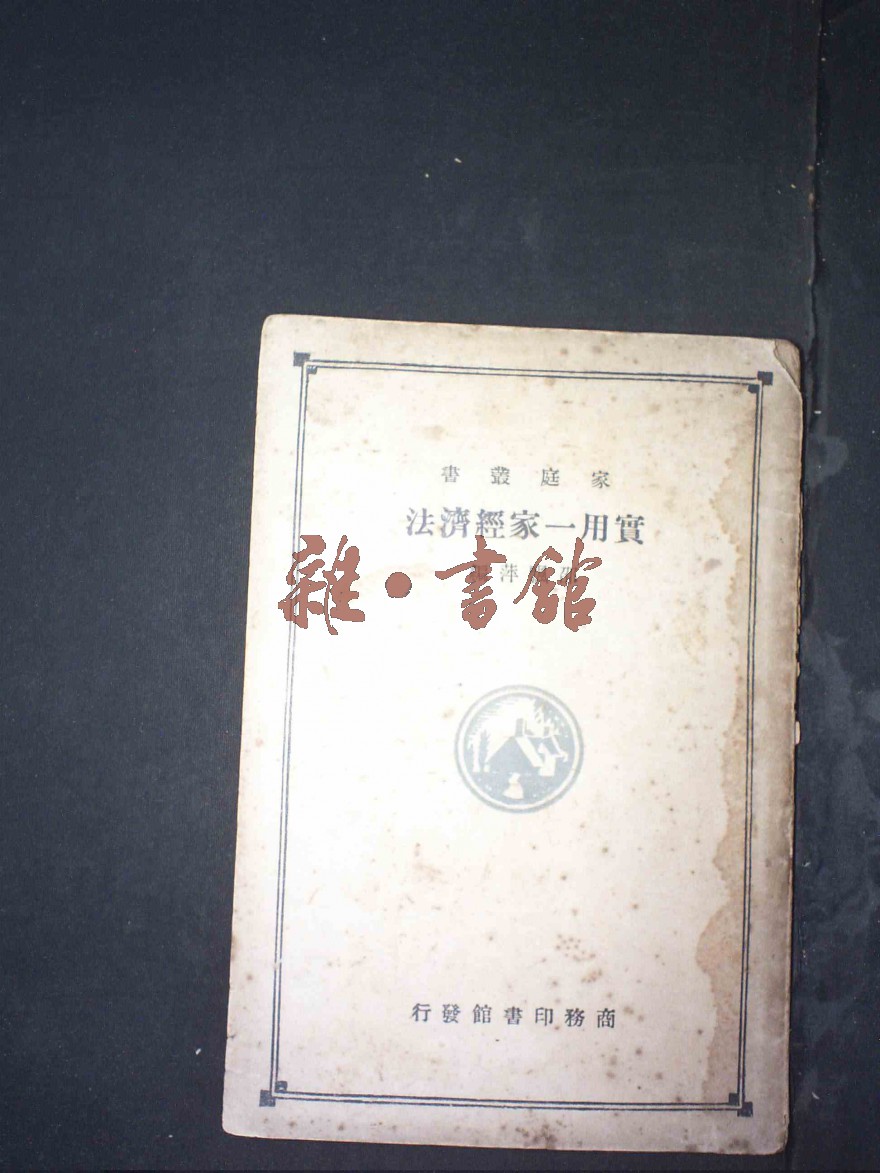 家庭叢書
實用一家經濟法
雜·書館
商務印書館發行